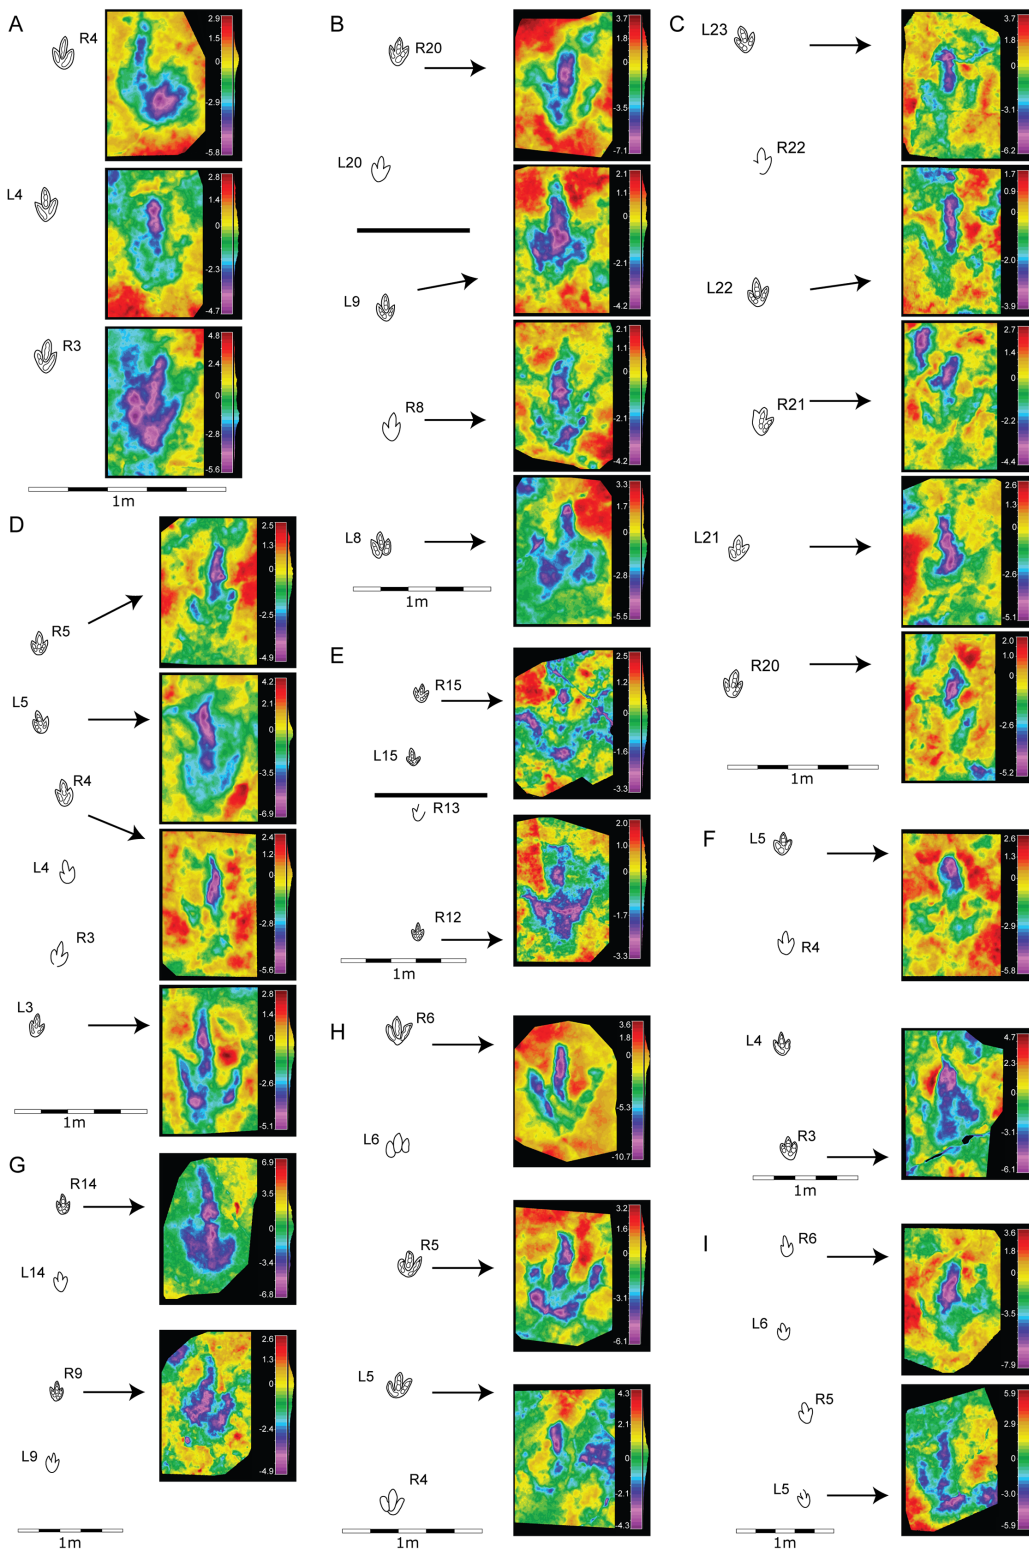 A
R4
2.9
1.5
0
-2.9
-5.8
L4
2.8
1.4
0
-2.3
-4.7
R3
4.8
2.4
0
-2.8
-5.6
1m
B
R20
3.7
1.8
0
-3.5
-7.1
L20
L9
2.2
1.1
0
-2.1
-4.2
R8
2.1
1.1
0
-2.1
-4.2
L8
3.3
1.7
0
-2.8
-5.5
1m
C
L23
3.7
1.8
0
-3.1
-6.2
R22
L22
1.7
0.9
0
-2.0
-3.9
R21
2.4
1.2
0
-2.2
-4.4
L21
2.6
1.3
0
-2.6
-5.1
R20
2.0
1.0
0
-2.6
-5.2
1m
D
R5
2.5
1.3
0
-2.5
-4.9
L5
4.2
2.1
0
-3.5
-6.9
R4
2.4
1.2
0
-2.8
-5.6
L4
R3
L3
2.8
1.4
0
-2.6
-5.1
1m
E
R15
2.5
1.2
0
-1.6
-3.3
L15
R13
R12
2.0
1.0
0
-1.7
-3.3
1m
F
L5
2.6
1.3
0
-2.9
-5.8
R4
L4
R3
4.7
2.4
0
-3.1
-6.1
1m
G
R14
6.9
3.5
0
-3.4
-6.8
L14
R9
2.6
1.3
0
-2.4
-4.9
L9
1m
H
R6
3.6
1.8
0
-5.3
-10.7
L6
R5
3.2
1.6
0
-3.1
-6.1
L5
4.3
2.1
0
-2.1
-4.3
R4
1m
I
R6
3.6
1.8
0
-4.0
-7.9
L6
R5
5.9
2.9
0
-3.0
-5.9
L5
1m